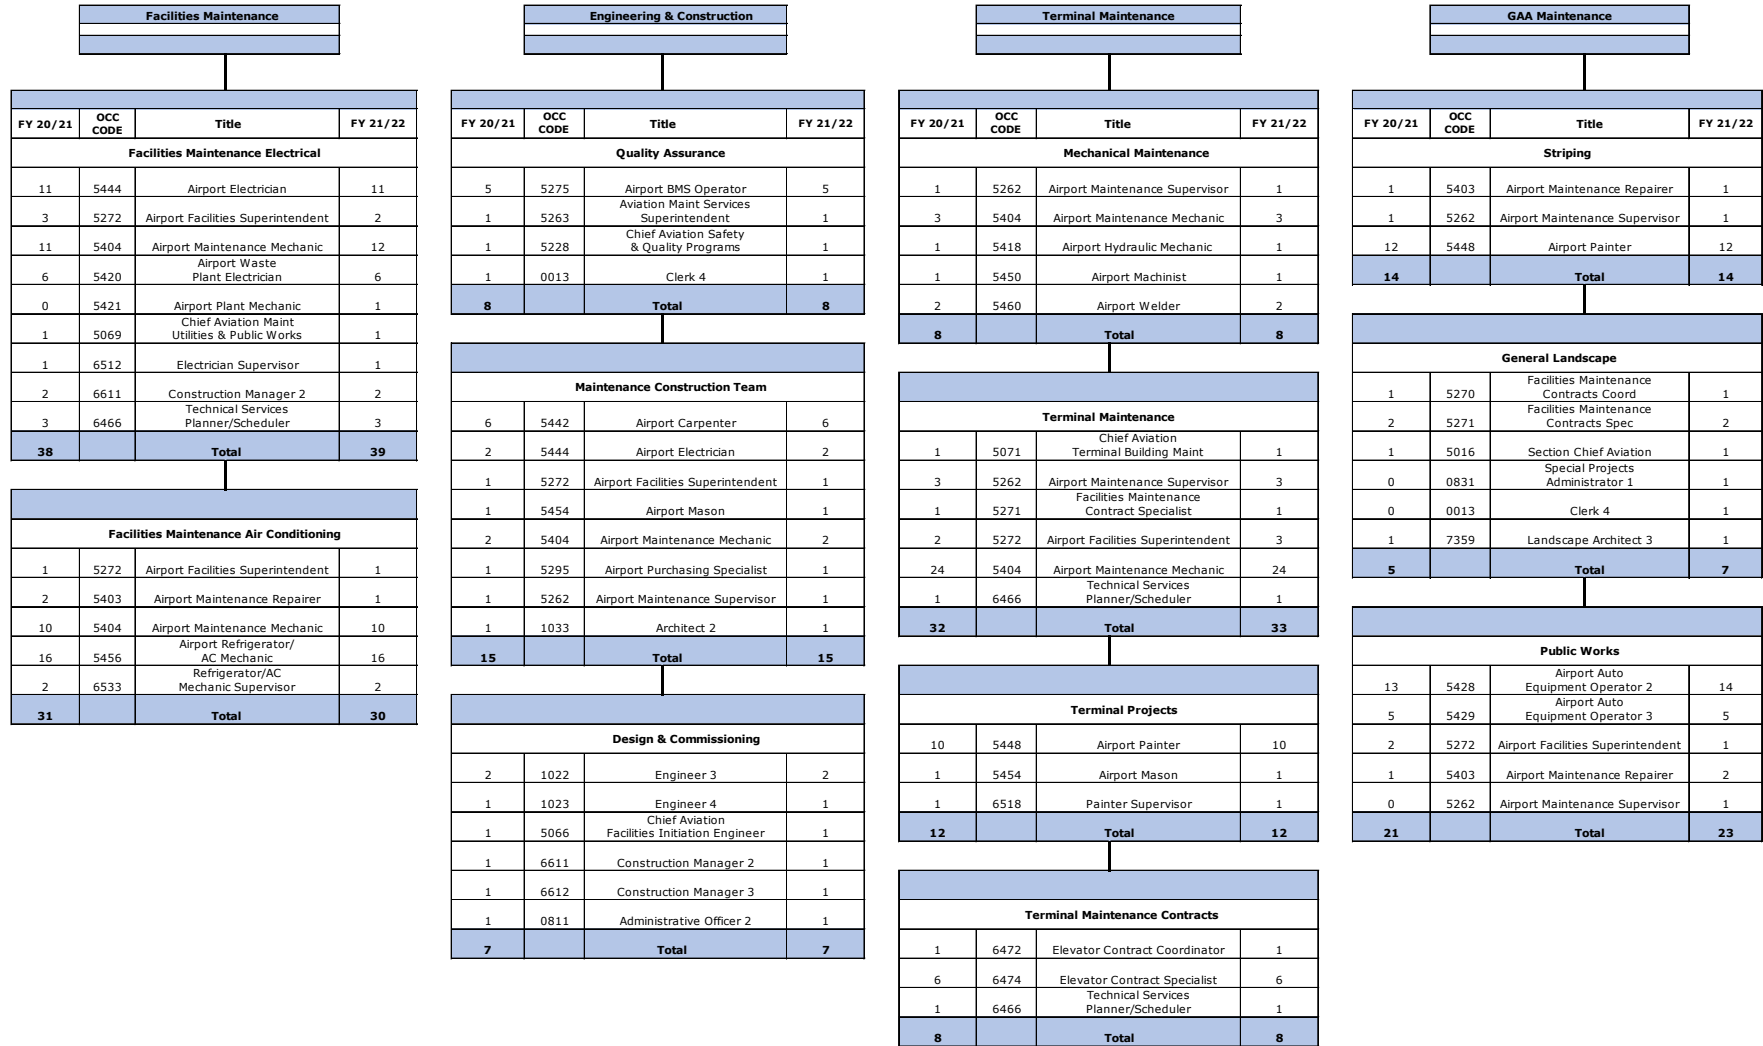 Facilities Maintenance
FY 20/21 OCC CODE Title FY 21/22
Facilities Maintenance Electrical
11 5444 Airport Electrician 11
3 5272 Airport Facilities Superintendent 2
11 5404 Airport Maintenance Mechanic 12
6 5420 Airport Waste Plant Electrician 6
0 5421 Airport Plant Mechanic 1
1 5069 Chief Aviation Maint Utilities & Public Works 1
1 6512 Electrician Supervisor 1
2 6611 Construction Manager 2 2
3 6466 Technical Services Planner/Scheduler 3
38 Total 39
Facilities Maintenance Air Conditioning
1 5272 Airport Facilities Superintendent 1
2 5403 Airport Maintenance Repairer 1
10 5404 Airport Maintenance Mechanic 10
16 5456 Airport Refrigerator/ AC Mechanic 16
2 6533 Refrigerator/AC Mechanic Supervisor 2
31 Total 30
Engineering & Construction
FY 20/21 OCC CODE Title FY 21/22
Quality Assurance
5 5275 Airport BMS Operator 5
1 5263 Aviation Maint Services Superintendent 1
1 5228 Chief Aviation Safety & Quality Programs 1
1 0013 Clerk 4 1
8 Total 8
Maintenance Construction Team
6 5442 Airport Carpenter 6
2 5444 Airport Electrician 2
1 5272 Airport Facilities Superintendent 1
1 5454 Airport Mason 1
2 5404 Airport Maintenance Mechanic 2
1 5295 Airport Purchasing Specialist 1
1 5262 Airport Maintenance Supervisor 1
1 1033 Architect 2 1
15 Total 15
Design & Commissioning
2 1022 Engineer 3 2
1 1023 Engineer 4 1
1 5066 Chief Aviation Facilities Initiation Engineer 1
1 6611 Construction Manager 2 1
1 6612 Construction Manager 3 1
1 0811 Administrative Officer 2 1
7 Total 7
Terminal Maintenance
FY 20/21 OCC CODE Title FY 21/22
Mechanical Maintenance
1 5262 Airport Maintenance Supervisor 1
3 5404 Airport Maintenance Mechanic 3
1 5418 Airport Hydraulic Mechanic 1
1 5450 Airport Machinist 1
2 5460 Airport Welder 2
8 Total 8
Terminal Maintenance
1 5071 Chief Aviation Terminal Building Maint 1
3 5262 Airport Maintenance Supervisor 3
1 5271 Facilities Maintenance Contract Specialist 1
2 5272 Airport Facilities Superintendent 3
24 5404 Airport Maintenance Mechanic 24
1 6466 Technical Services Planner/Scheduler 1
32 Total 33
Terminal Projects
10 5448 Airport Painter 10
1 5454 Airport Mason 1
1 6518 Painter Supervisor 1
12 Total 12
Terminal Maintenance Contracts
1 6472 Elevator Contract Coordinator 1
6 6474 Elevator Contract Specialist 6
1 6466 Technical Services Planner/Scheduler 1
8 Total 8
GAA Maintenance
FY 20/21 OCC CODE Title FY 21/22
Striping
1 5403 Airport Maintenance Repairer 1
1 5262 Airport Maintenance Supervisor 1
12 5448 Airport Painter 12
14 Total 14
General Landscape
1 5270 Facilities Maintenance Contracts Coord 1
2 5271 Facilities Maintenance Contracts Spec 2
1 5016 Section Chief Aviation 1
0 0831 Special Projects Administrator 1 1
0 0013 Clerk 4 1
1 7359 Landscape Architect 3 1
5 Total 7
Public Works
13 5428 Airport Auto Equipment Operator 2 14
5 5429 Airport Auto Equipment Operator 3 5
2 5272 Airport Facilities Superintendent 1
1 5403 Airport Maintenance Repairer 2
0 5262 Airport Maintenance Supervisor 1
21 Total 23